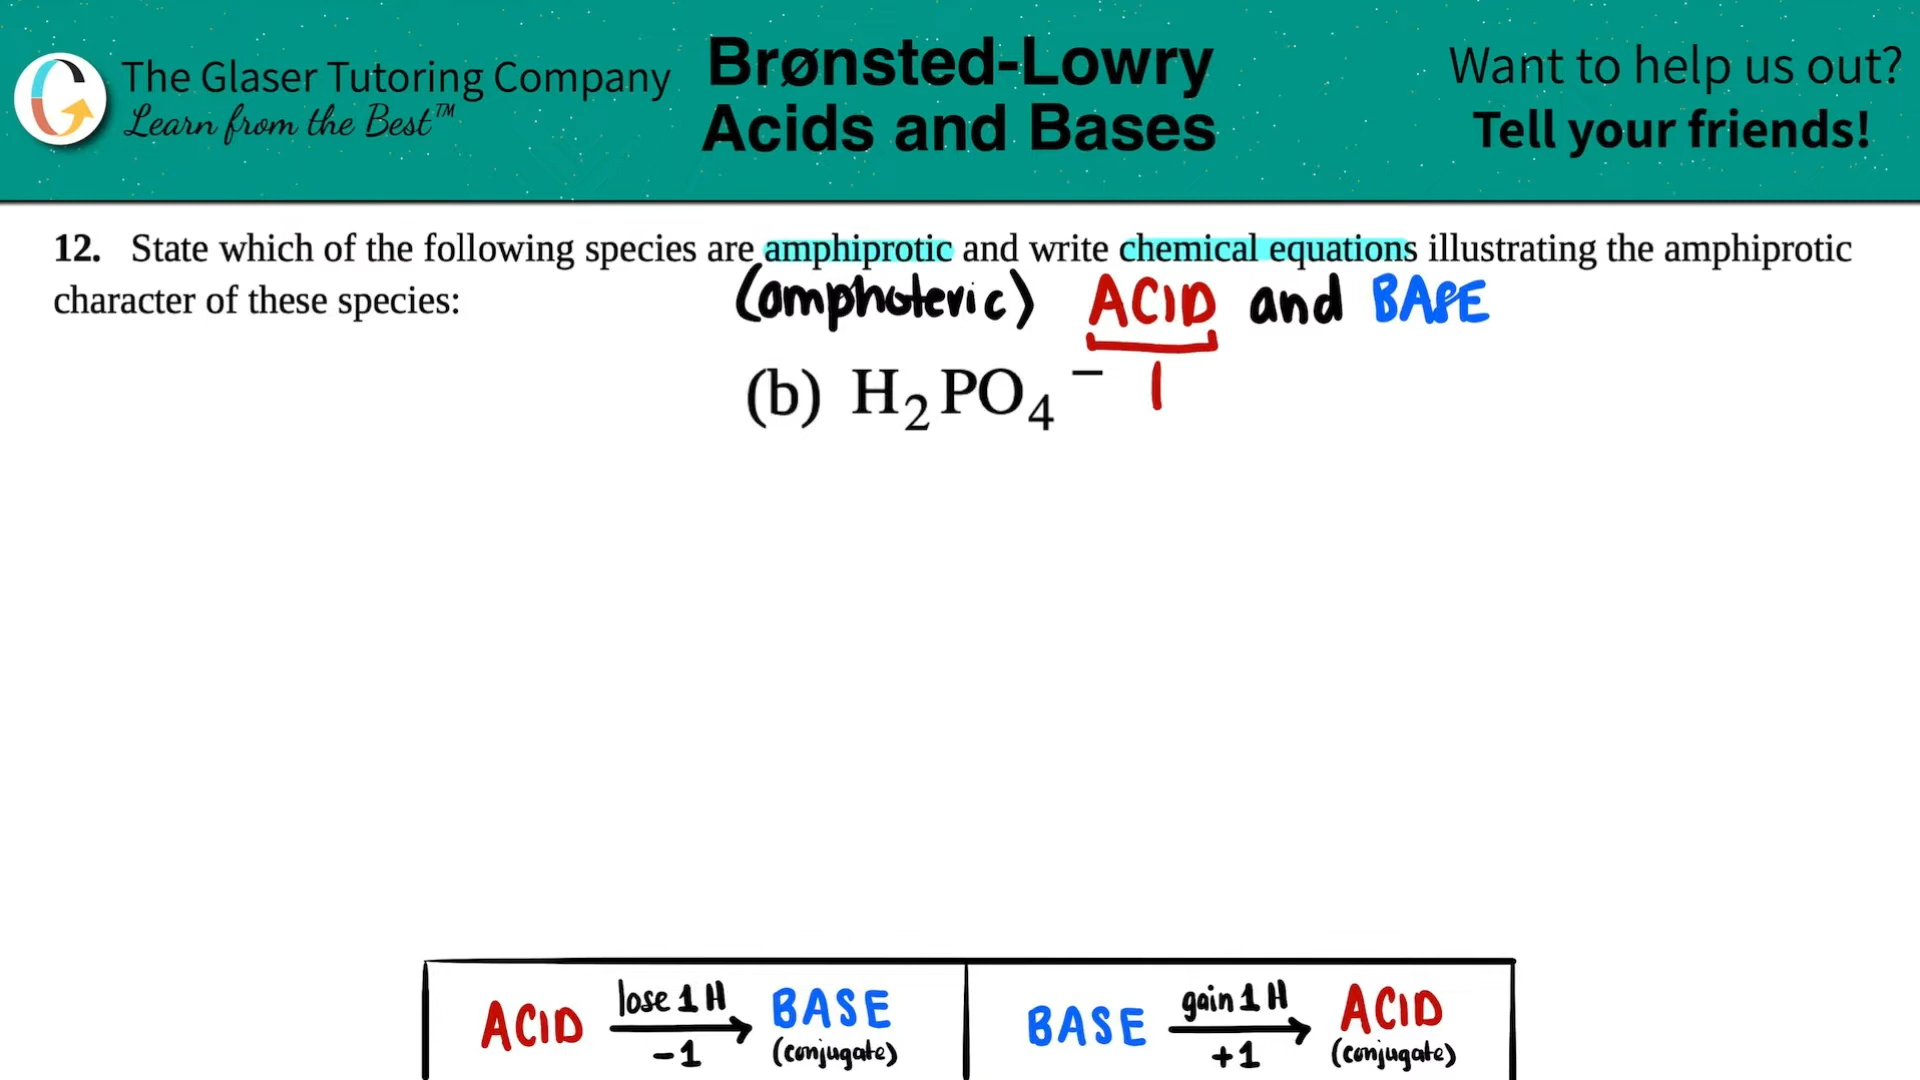 The Glaser Tutoring Company
Learn from the Best™
Brønsted-Lowry
Acids and Bases
Want to help us out?
Tell your friends!
12. State which of the following species are amphiprotic and write chemical equations illustrating the amphiprotic
character of these species:
(amphoteric) ACID and BASE
(b) H₂PO₄⁻ 1
ACID lose 1 H -1 BASE (conjugate)
BASE gain 1 H +1 ACID (conjugate)